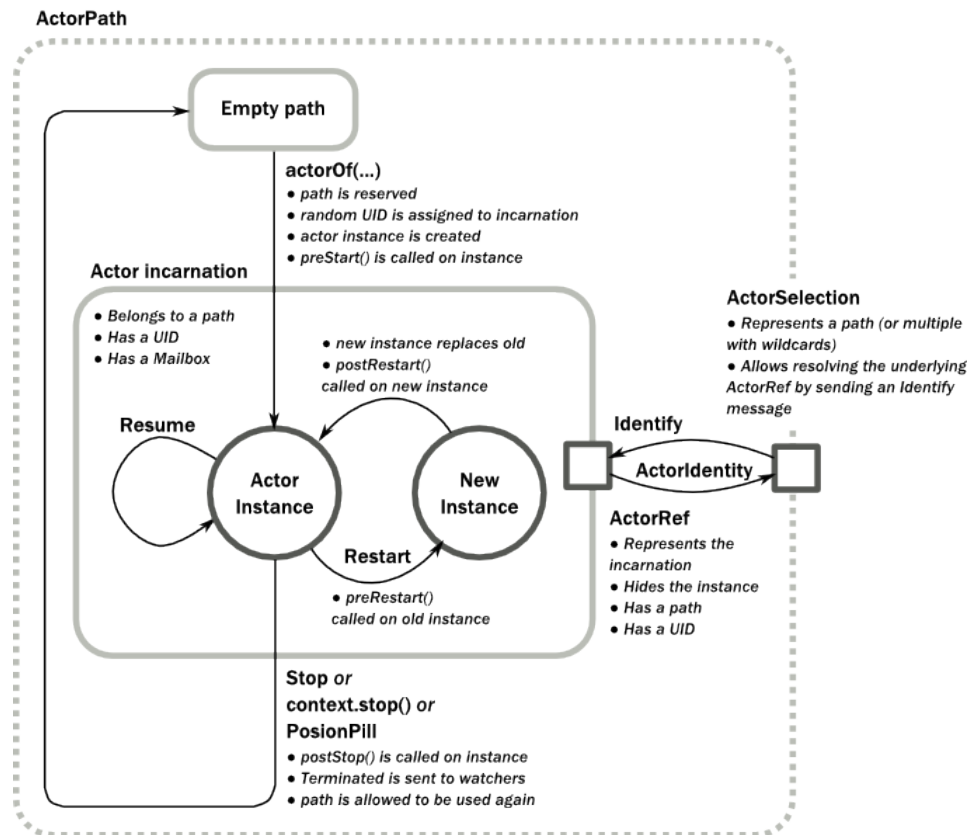 ActorPath
Empty path
actorOf(...)
● path is reserved
● random UID is assigned to incarnation
● actor instance is created
● preStart() is called on instance
Actor incarnation
● Belongs to a path
● Has a UID
● Has a Mailbox
● new instance replaces old
● postRestart()
called on new instance
Resume
Actor
Instance
New
Instance
Restart
● preRestart()
called on old instance
ActorSelection
● Represents a path (or multiple
with wildcards)
● Allows resolving the underlying
ActorRef by sending an Identify
message
Identify
ActorIdentity
ActorRef
● Represents the
incarnation
● Hides the instance
● Has a path
● Has a UID
Stop or
context.stop() or
PosionPill
● postStop() is called on instance
● Terminated is sent to watchers
● path is allowed to be used again